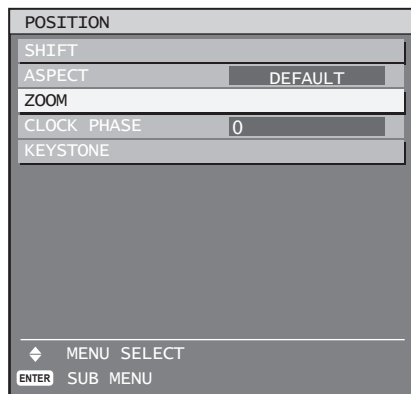 POSITION
SHIFT
ASPECT DEFAULT
ZOOM
CLOCK PHASE 0
KEYSTONE
MENU SELECT
ENTER SUB MENU